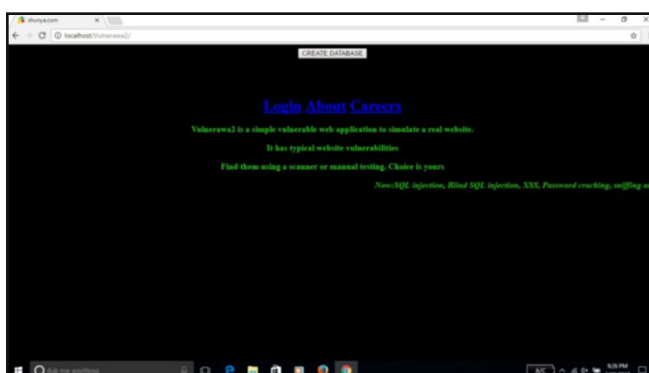 shunya.com
localhost/Vulnerawa2/
CREATE DATABASE
Login About Careers
Vulnerawa2 is a simple vulnerable web application to simulate a real website.
It has typical website vulnerabilities
Find them using a scanner or manual testing. Choice is yours
Now:SQL injection, Blind SQL injection, XSS, Password cracking, sniffing
Ask me anything
A/C
9:26 PM